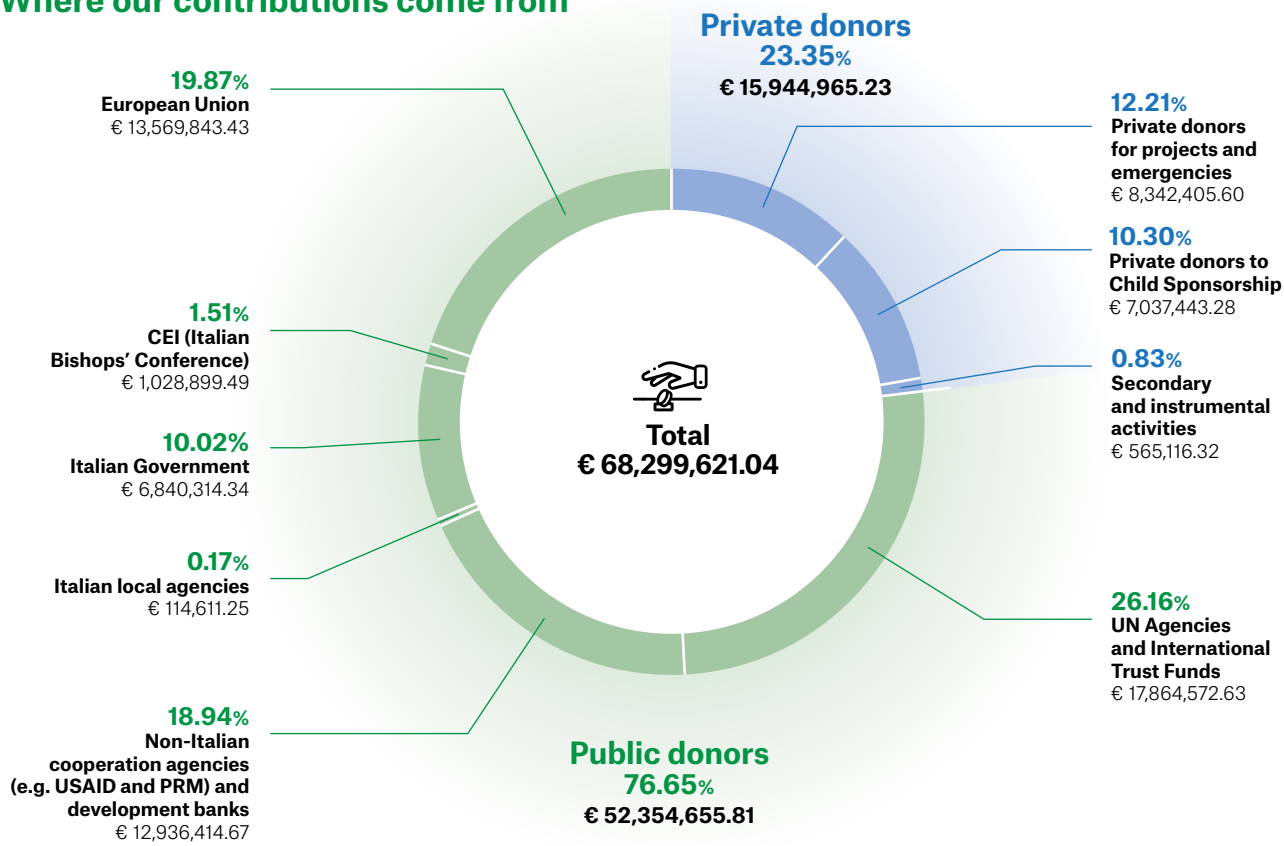 Where our contributions come from
Private donors
23.35%
€ 15,944,965.23
19.87%
European Union
€ 13,569,843.43
12.21%
Private donors
for projects and
emergencies
€ 8,342,405.60
10.30%
Private donors to
Child Sponsorship
€ 7,037,443.28
1.51%
CEI (Italian
Bishops’ Conference)
€ 1,028,899.49
0.83%
Secondary
and instrumental
activities
€ 565,116.32
Total
€ 68,299,621.04
10.02%
Italian Government
€ 6,840,314.34
0.17%
Italian local agencies
€ 114,611.25
26.16%
UN Agencies
and International
Trust Funds
€ 17,864,572.63
18.94%
Non-Italian
cooperation agencies
(e.g. USAID and PRM) and
development banks
€ 12,936,414.67
Public donors
76.65%
€ 52,354,655.81